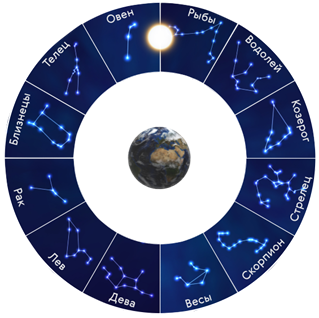 Овен
Рыбы
Водолей
Козерог
Стрелец
Скорпион
Весы
Дева
Лев
Рак
Близнецы
Телец